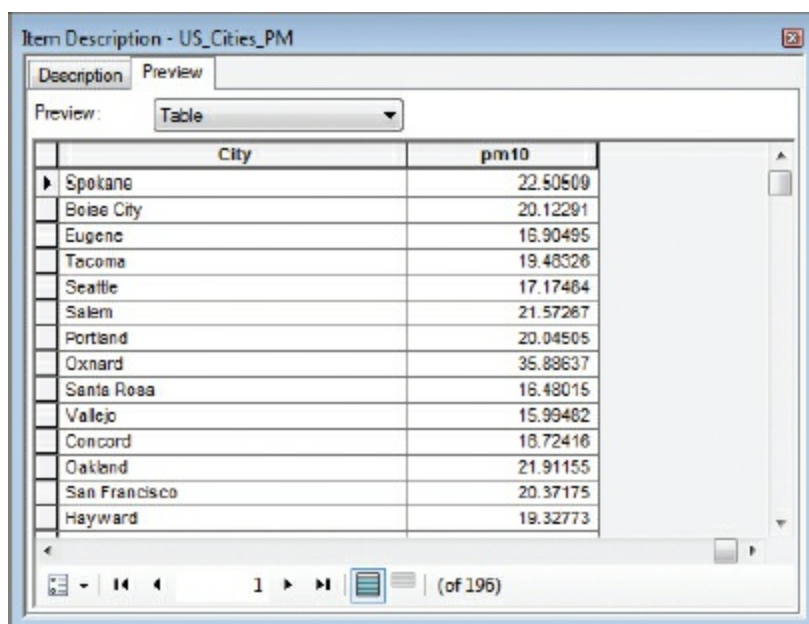 Item Description - US_Cities_PM
Description Preview
Preview: Table
City pm10
Spokane 22.50509
Boise City 20.12291
Eugene 16.90495
Tacoma 19.48326
Seattle 17.17484
Salem 21.57267
Portland 20.04505
Oxnard 35.88637
Santa Rosa 16.48015
Vallejo 15.99482
Concord 18.72416
Oakland 21.91155
San Francisco 20.37175
Hayward 19.32773
1 (of 196)